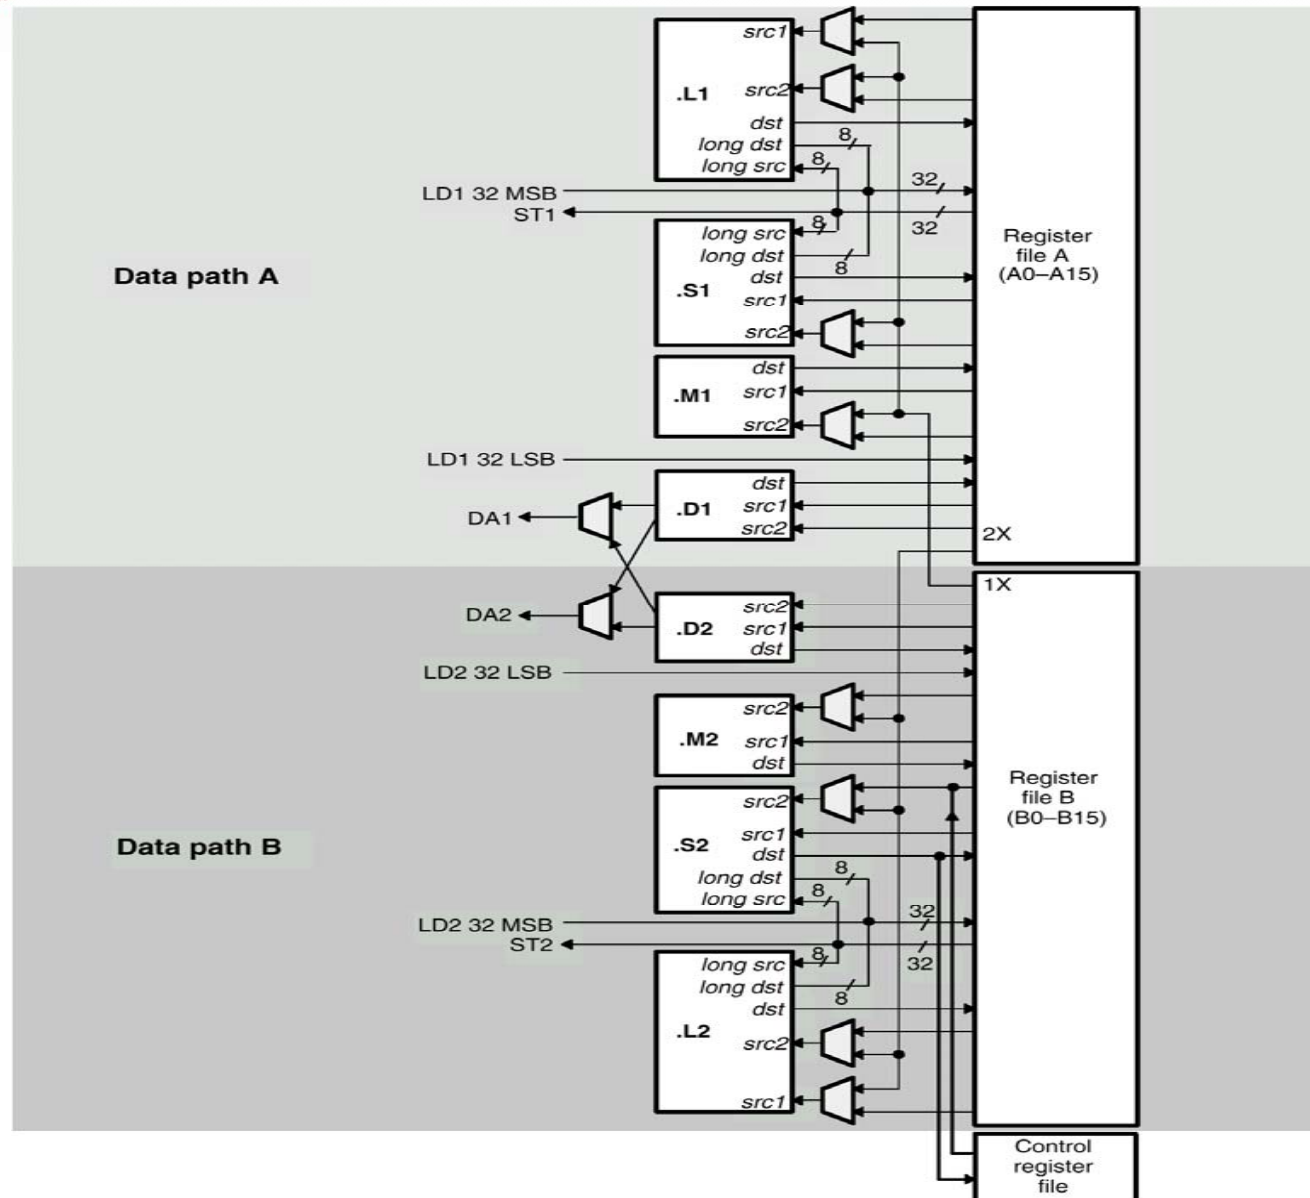 src1
.L1
src2
dst
long dst
8
long src
8
LD1 32 MSB
32
ST1
32
long src
8
long dst
8
Data path A
dst
.S1
src1
src2
Register
file A
(A0–A15)
dst
.M1
src1
src2
LD1 32 LSB
dst
DA1
.D1
src1
src2
2X
1X
DA2
src2
.D2
src1
dst
LD2 32 LSB
src2
.M2
src1
dst
Register
file B
(B0–B15)
src2
src1
Data path B
.S2
dst
long dst
8
long src
8
LD2 32 MSB
32
ST2
32
long src
8
long dst
8
dst
.L2
src2
src1
Control
register
file